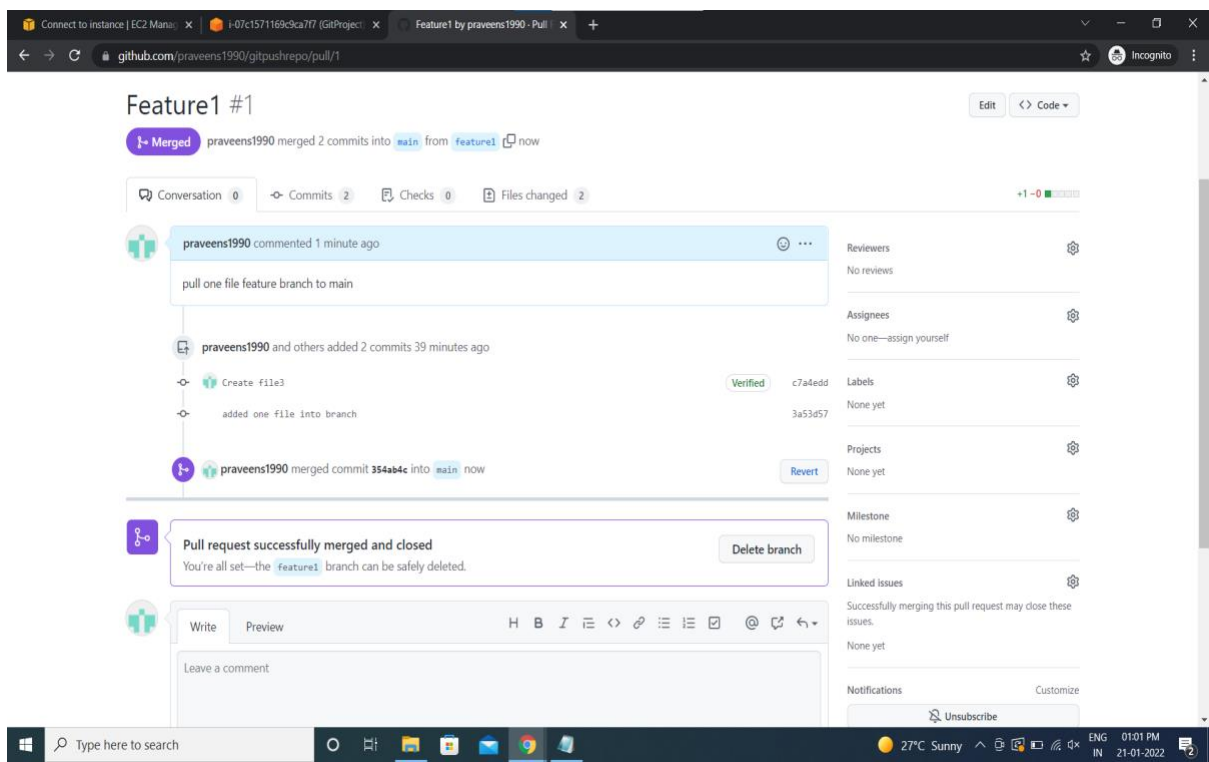 Connect to instance | EC2 Manag
i-07c1571169c9ca7f7 (GitProject)
Feature1 by praveens1990 · Pull
github.com/praveens1990/gitpushrepo/pull/1
Incognito
Feature1 #1
Edit
<> Code
Merged
praveens1990 merged 2 commits into main from feature1 now
Conversation 0
Commits 2
Checks 0
Files changed 2
+1 −0
praveens1990 commented 1 minute ago
pull one file feature branch to main
praveens1990 and others added 2 commits 39 minutes ago
Create file3
Verified
c7a4edd
added one file into branch
3a53d57
praveens1990 merged commit 354ab4c into main now
Revert
Pull request successfully merged and closed
You're all set—the feature1 branch can be safely deleted.
Delete branch
Write
Preview
H B I
Leave a comment
Reviewers
No reviews
Assignees
No one—assign yourself
Labels
None yet
Projects
None yet
Milestone
No milestone
Linked issues
Successfully merging this pull request may close these
issues.
None yet
Notifications
Customize
Unsubscribe
Type here to search
27°C Sunny
ENG
IN
01:01 PM
21-01-2022
2